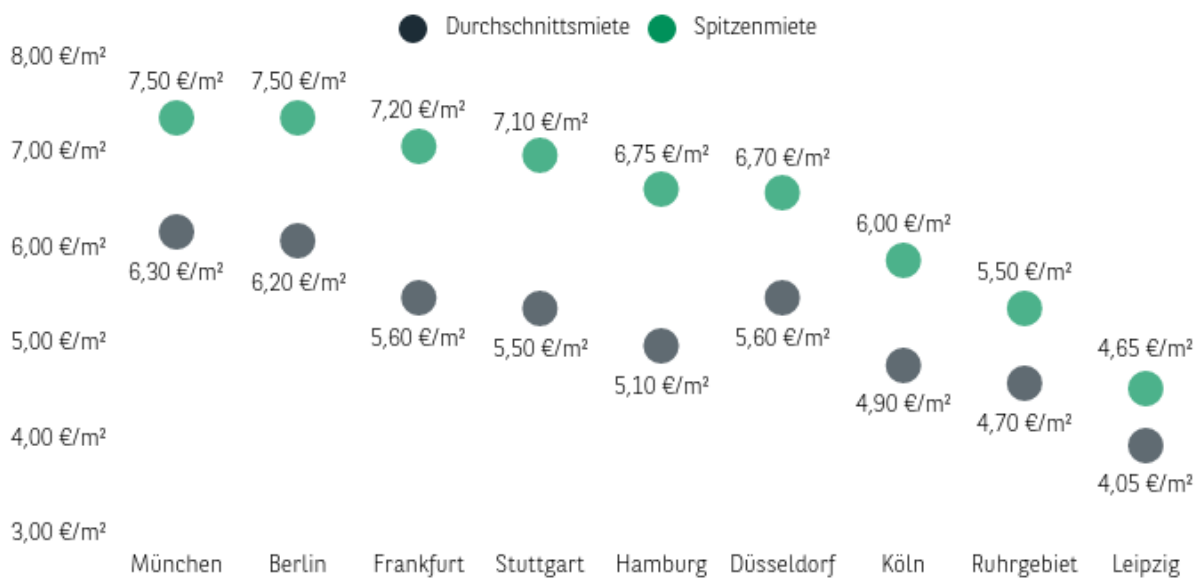 Durchschnittsmiete Spitzenmiete
8,00 €/m²
7,50 €/m² 7,50 €/m² 7,20 €/m² 7,10 €/m² 6,75 €/m² 6,70 €/m²
7,00 €/m²
6,00 €/m²
6,00 €/m²
6,30 €/m² 6,20 €/m² 5,50 €/m²
5,00 €/m²
5,60 €/m² 5,50 €/m² 5,60 €/m² 4,65 €/m²
5,10 €/m² 4,90 €/m² 4,70 €/m²
4,00 €/m²
4,05 €/m²
3,00 €/m²
München Berlin Frankfurt Stuttgart Hamburg Düsseldorf Köln Ruhrgebiet Leipzig